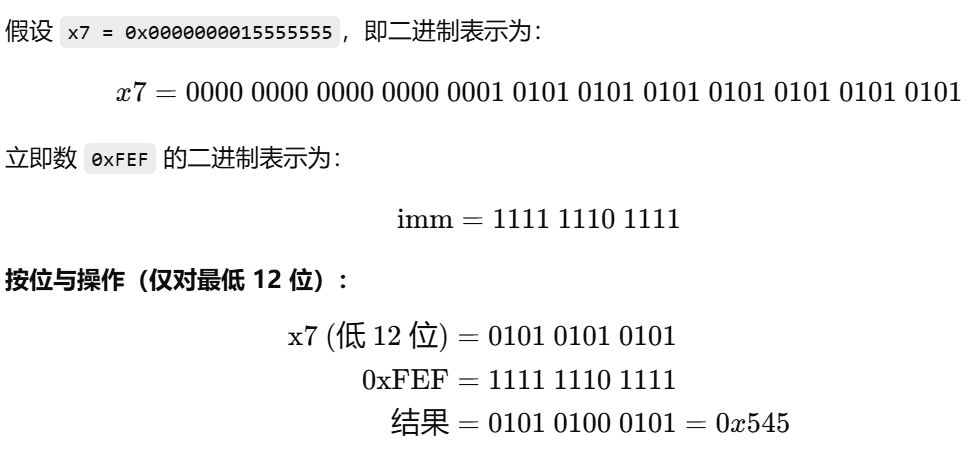 假设 x7 = 0x0000000015555555，即二进制表示为：
x7 = 0000 0000 0000 0000 0001 0101 0101 0101 0101 0101 0101 0101
立即数 0xFEF 的二进制表示为：
imm = 1111 1110 1111
按位与操作（仅对最低 12 位）：
x7 (低 12 位) = 0101 0101 0101
0xFEF = 1111 1110 1111
结果 = 0101 0100 0101 = 0x545